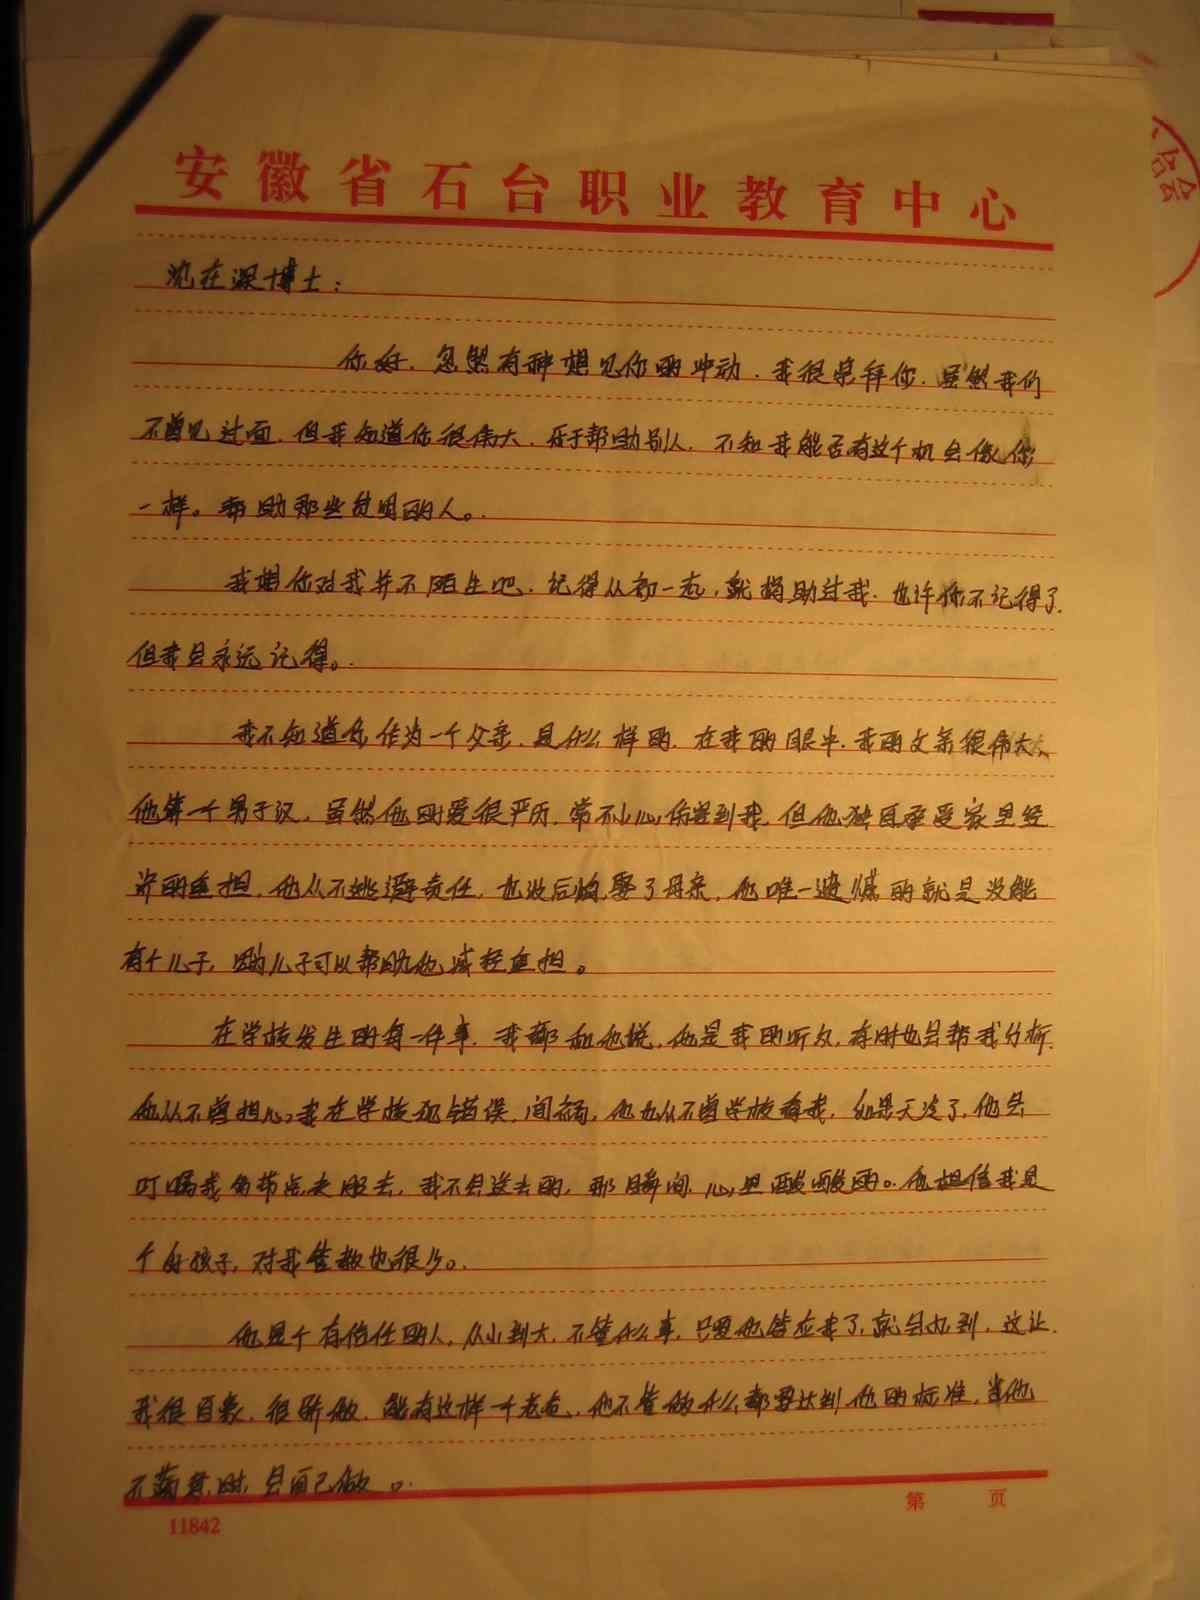 安徽省石台职业教育中心
沈在深博士：
你好，忽然有种想见你的冲动，我很崇拜你，虽然我们
不曾见过面，但我知道你很伟大，乐于帮助别人，不知我能否有这个机会像你
一样。帮助那些贫困的人。
我想你对我并不陌生吧，记得从初一起，就捐助过我，也许你不记得了
但我会永远记得。
我不知道你作为一个父亲，是什么样的，在我的眼中，我的父亲很伟大、
他算一个男子汉，虽然他的爱很严厉，常不小心伤害到我，但他独自承受家里经
济的重担，他从不逃避责任，也没后悔娶了母亲，他唯一遗憾的就是没能
有个儿子，因为儿子可以帮助他减轻重担。
在学校发生的每一件事，我都和他说，他是我的听众，有时也会帮我分析，
他从不曾担心，我在学校犯错误，闯祸，他也从不曾学校看我，如果天冷了，他会
叮嘱我多带点衣服去，我不会送去的，那瞬间，心里酸酸的。他相信我是
个好孩子，对我管教也很少。
他是个有信任的人，从小到大，不管什么事，只要他答应我了，就会办到，这让
我很自豪，很骄傲，能有这样一个老爸，他不管做什么都要达到他的标准，当他
不满意时，会自己做。
第 页
11842